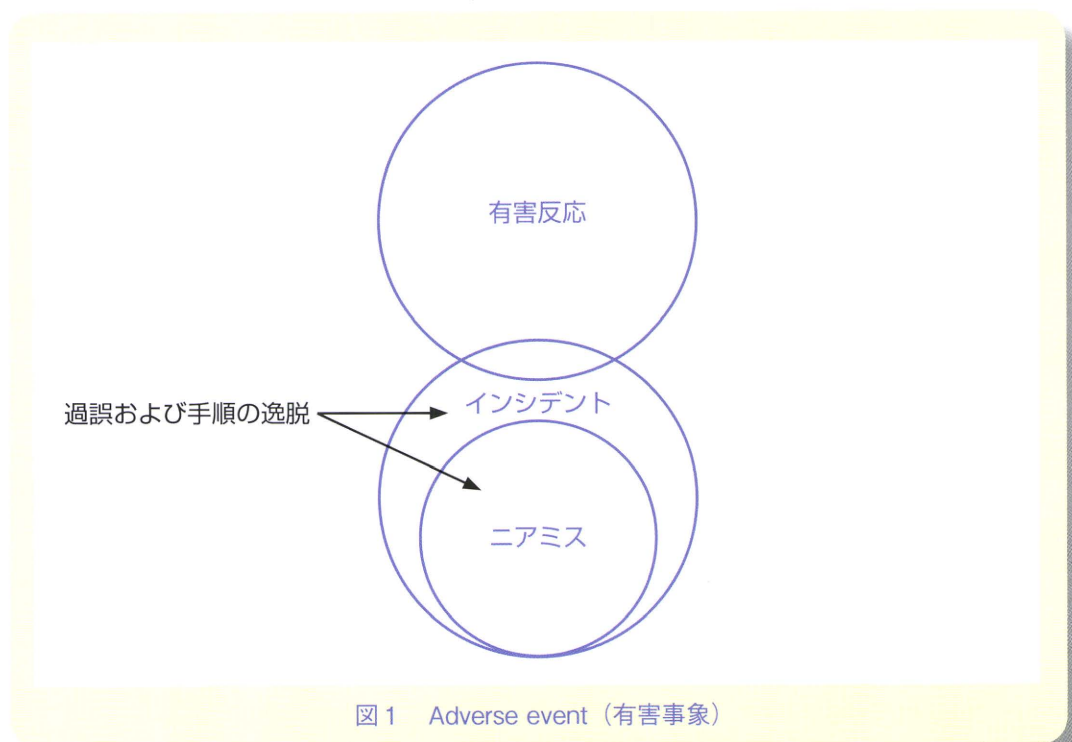 有害反応
インシデント
過誤および手順の逸脱
ニアミス
図1 Adverse event（有害事象）